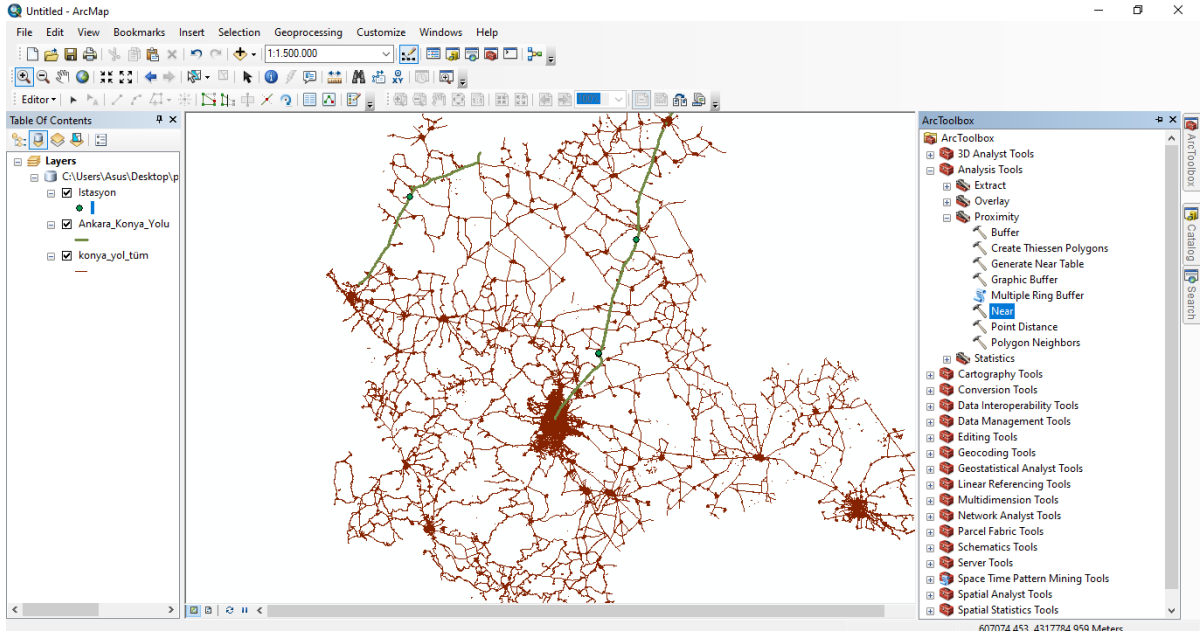 Untitled - ArcMap
File Edit View Bookmarks Insert Selection Geoprocessing Customize Windows Help
1:1.500.000
Editor
100%
Table Of Contents
Layers
C:\Users\Asus\Desktop\p
Istasyon
Ankara_Konya_Yolu
konya_yol_tüm
ArcToolbox
ArcToolbox
3D Analyst Tools
Analysis Tools
Extract
Overlay
Proximity
Buffer
Create Thiessen Polygons
Generate Near Table
Graphic Buffer
Multiple Ring Buffer
Near
Point Distance
Polygon Neighbors
Statistics
Cartography Tools
Conversion Tools
Data Interoperability Tools
Data Management Tools
Editing Tools
Geocoding Tools
Geostatistical Analyst Tools
Linear Referencing Tools
Multidimension Tools
Network Analyst Tools
Parcel Fabric Tools
Schematics Tools
Server Tools
Space Time Pattern Mining Tools
Spatial Analyst Tools
Spatial Statistics Tools
ArcToolbox
Catalog
Search
607074,453 4317784,959 Meters